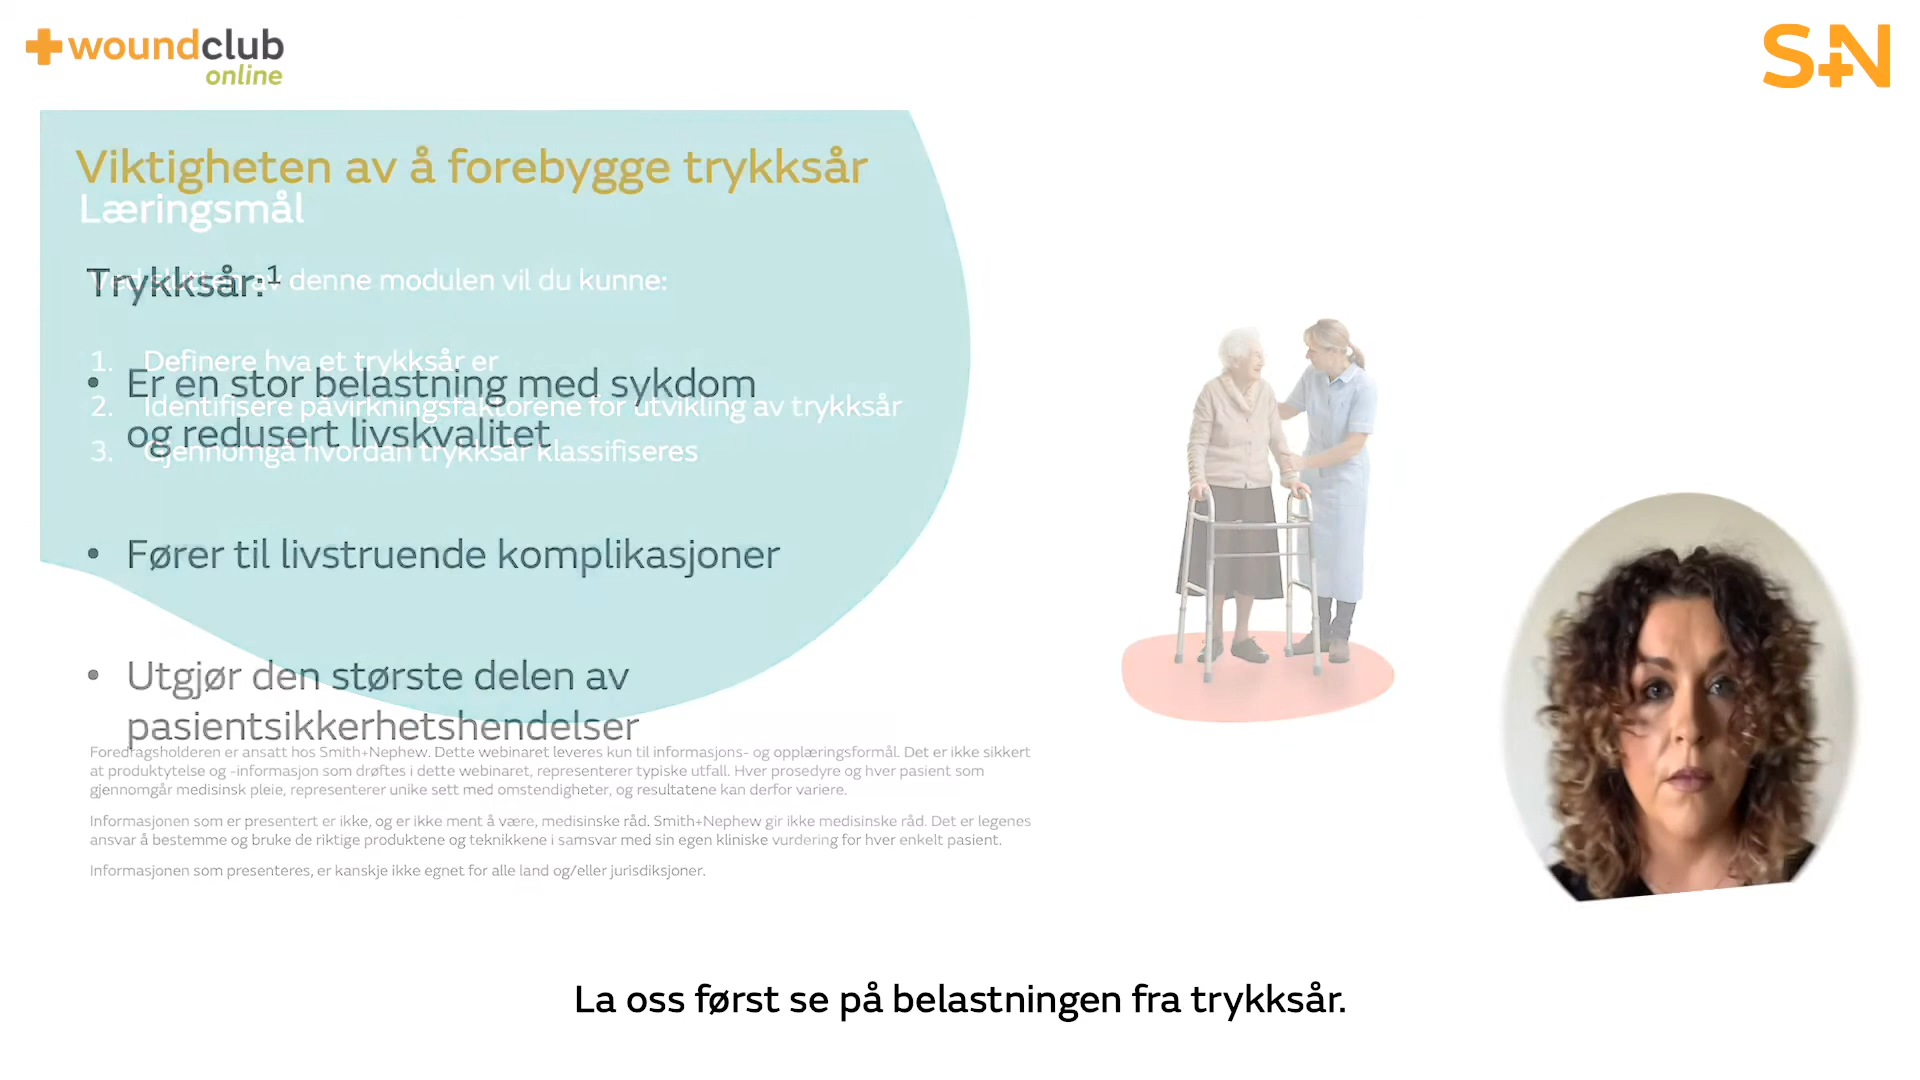 woundclub
online
S+N
Viktigheten av å forebygge trykksår
Læringsmål
Trykksår:¹
Ved slutten av denne modulen vil du kunne:
1. Definere hva et trykksår er
• Er en stor belastning med sykdom
2. Identifisere påvirkningsfaktorene for utvikling av trykksår
og redusert livskvalitet
3. Gjennomgå hvordan trykksår klassifiseres
• Fører til livstruende komplikasjoner
• Utgjør den største delen av
pasientsikkerhetshendelser
Foredragsholderen er ansatt hos Smith+Nephew. Dette webinaret leveres kun til informasjons- og opplæringsformål. Det er ikke sikkert
at produktytelse og -informasjon som drøftes i dette webinaret, representerer typiske utfall. Hver prosedyre og hver pasient som
gjennomgår medisinsk pleie, representerer unike sett med omstendigheter, og resultatene kan derfor variere.
Informasjonen som er presentert er ikke, og er ikke ment å være, medisinske råd. Smith+Nephew gir ikke medisinske råd. Det er legenes
ansvar å bestemme og bruke de riktige produktene og teknikkene i samsvar med sin egen kliniske vurdering for hver enkelt pasient.
Informasjonen som presenteres, er kanskje ikke egnet for alle land og/eller jurisdiksjoner.
La oss først se på belastningen fra trykksår.